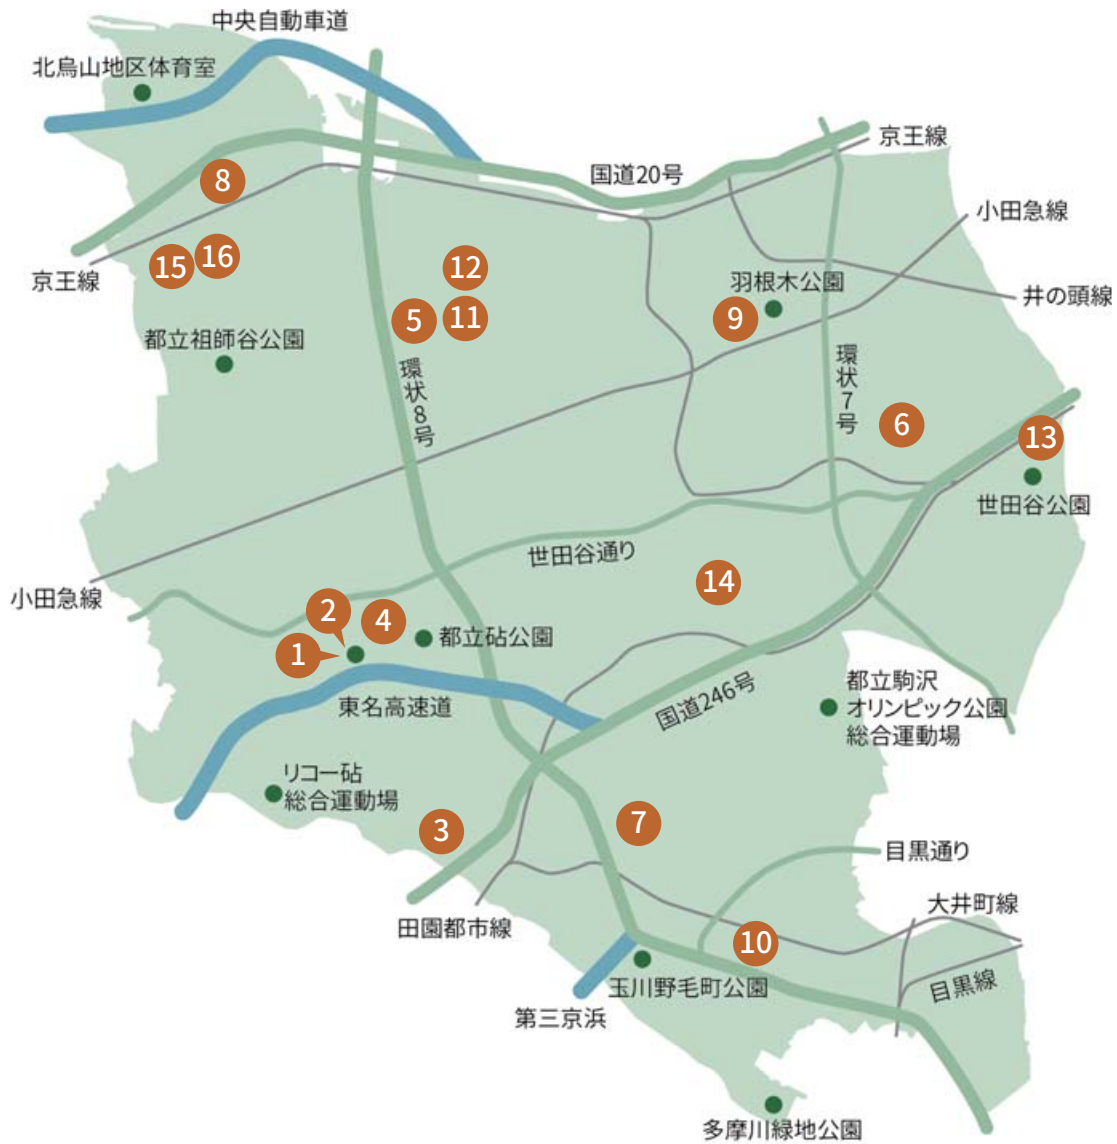 中央自動車道
北烏山地区体育室
京王線
国道20号
8
小田急線
15
16
12
京王線
羽根木公園
井の頭線
5
11
9
都立祖師谷公園
環状8号
環状7号
6
13
世田谷公園
世田谷通り
14
小田急線
2
4
都立砧公園
1
東名高速道
国道246号
都立駒沢
オリンピック公園
総合運動場
リコー砧
総合運動場
3
7
目黒通り
田園都市線
大井町線
10
玉川野毛町公園
目黒線
第三京浜
多摩川緑地公園